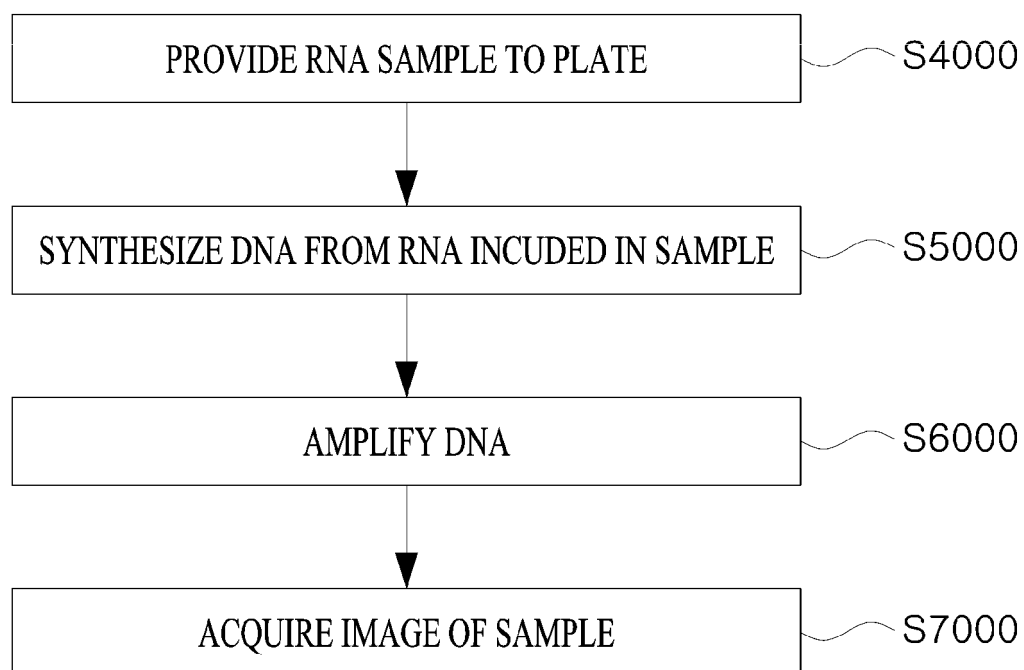 PROVIDE RNA SAMPLE TO PLATE
S4000
SYNTHESIZE DNA FROM RNA INCUDED IN SAMPLE
S5000
AMPLIFY DNA
S6000
ACQUIRE IMAGE OF SAMPLE
S7000